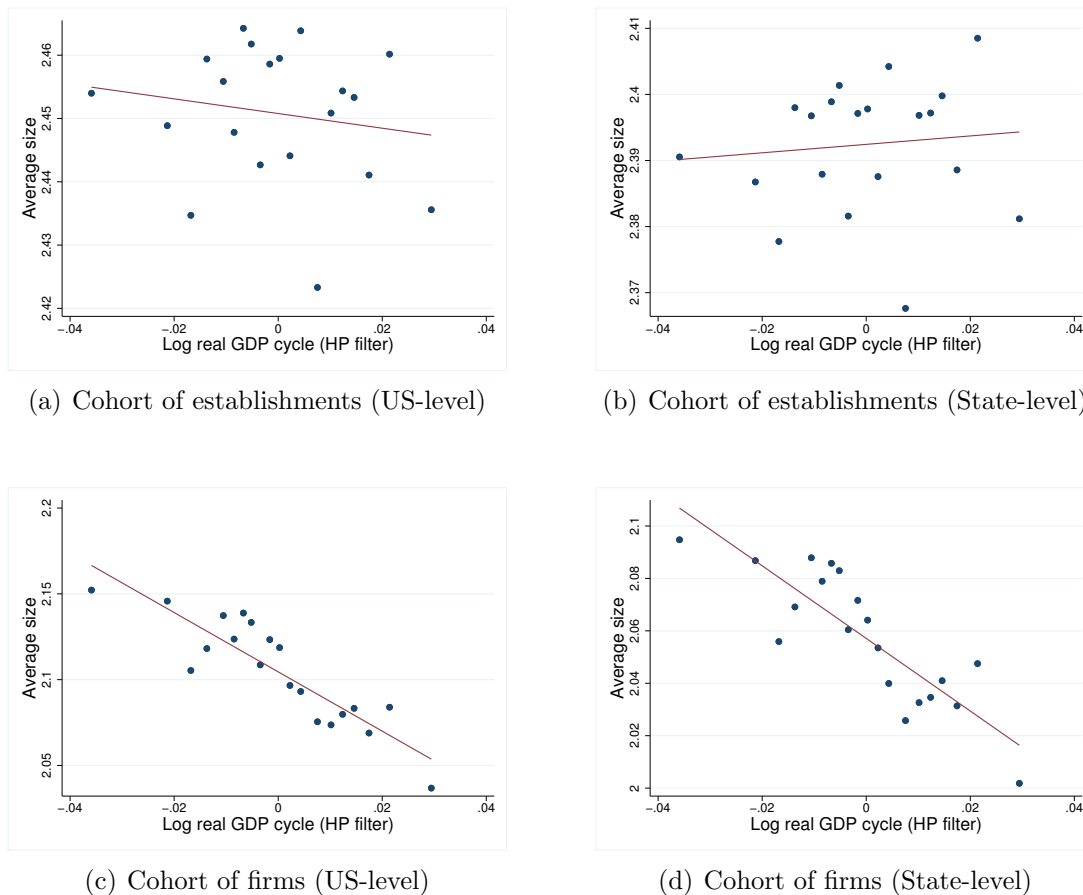 2.46
2.45
2.44
2.43
2.42
Average size
−.04 −.02 0 .02 .04
Log real GDP cycle (HP filter)
(a) Cohort of establishments (US-level)
2.41
2.4
2.39
2.38
2.37
Average size
−.04 −.02 0 .02 .04
Log real GDP cycle (HP filter)
(b) Cohort of establishments (State-level)
2.2
2.15
2.1
2.05
Average size
−.04 −.02 0 .02 .04
Log real GDP cycle (HP filter)
(c) Cohort of firms (US-level)
2.1
2.08
2.06
2.04
2.02
2
Average size
−.04 −.02 0 .02 .04
Log real GDP cycle (HP filter)
(d) Cohort of firms (State-level)